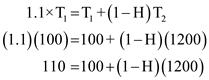 1.1×T₁ = T₁ + (1−H)T₂
(1.1)(100) = 100 + (1−H)(1200)
110 = 100 + (1−H)(1200)